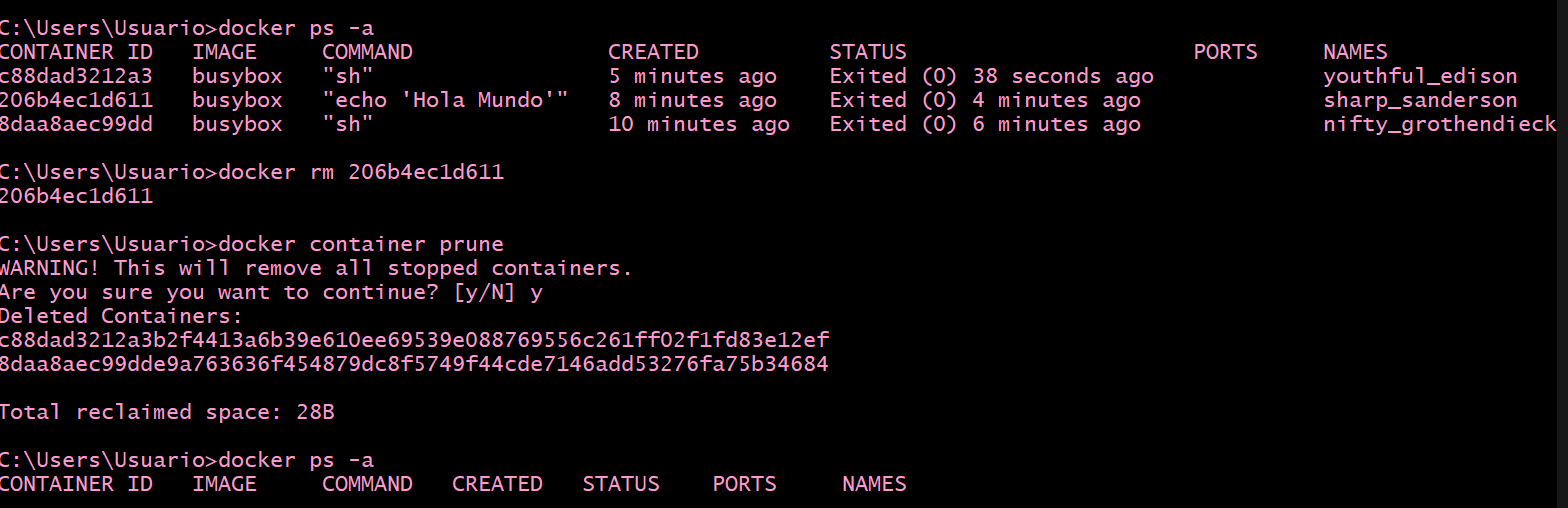 C:\Users\Usuario>docker ps -a
CONTAINER ID   IMAGE     COMMAND               CREATED          STATUS                      PORTS     NAMES
c88dad3212a3   busybox   "sh"                  5 minutes ago    Exited (0) 38 seconds ago             youthful_edison
206b4ec1d611   busybox   "echo 'Hola Mundo'"   8 minutes ago    Exited (0) 4 minutes ago              sharp_sanderson
8daa8aec99dd   busybox   "sh"                  10 minutes ago   Exited (0) 6 minutes ago              nifty_grothendieck
C:\Users\Usuario>docker rm 206b4ec1d611
206b4ec1d611
C:\Users\Usuario>docker container prune
WARNING! This will remove all stopped containers.
Are you sure you want to continue? [y/N] y
Deleted Containers:
c88dad3212a3b2f4413a6b39e610ee69539e088769556c261ff02f1fd83e12ef
8daa8aec99dde9a763636f454879dc8f5749f44cde7146add53276fa75b34684
Total reclaimed space: 28B
C:\Users\Usuario>docker ps -a
CONTAINER ID   IMAGE     COMMAND   CREATED   STATUS    PORTS     NAMES